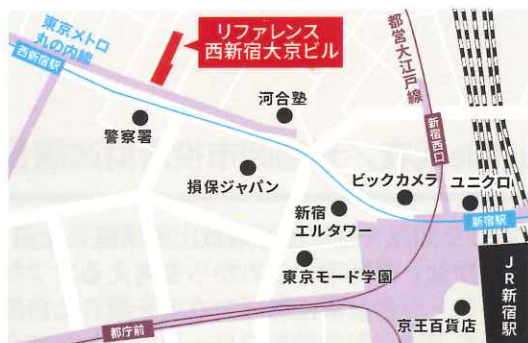 リファレンス
西新宿大京ビル
東京メトロ
丸の内線
西新宿駅
都営大江戸線
河合塾
警察署
新宿西口
損保ジャパン
ビックカメラ
ユニクロ
新宿
エルタワー
新宿駅
東京モード学園
JR新宿駅
都庁前
京王百貨店